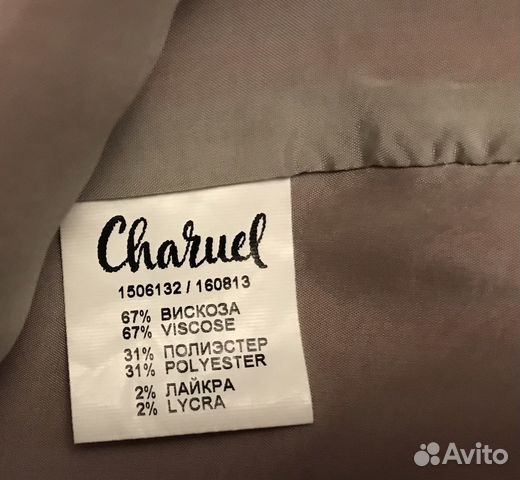 Charuel
1506132 / 160813
67% ВИСКОЗА
67% VISCOSE
31% ПОЛИЭСТЕР
31% POLYESTER
2% ЛАЙКРА
2% LYCRA
Avito